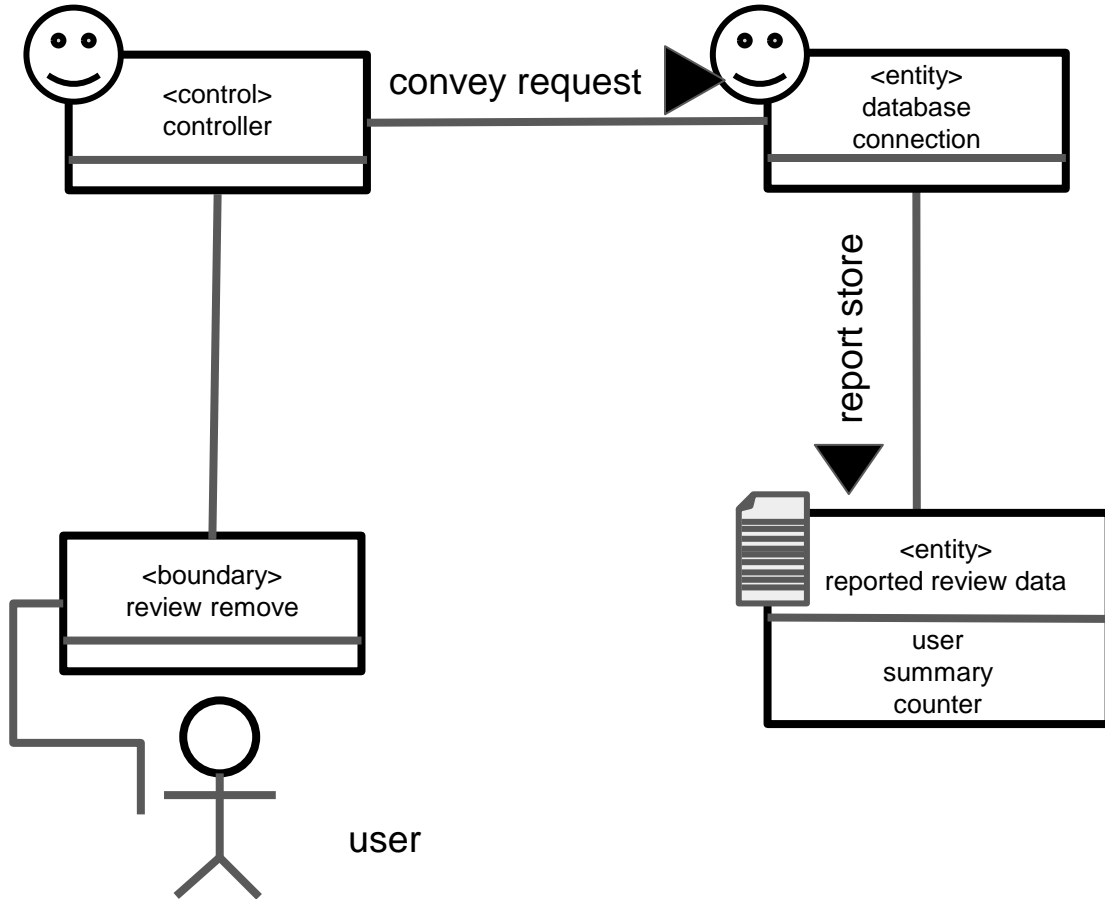 <control>
controller
convey request
<entity>
database
connection
report store
<boundary>
review remove
<entity>
reported review data
user
summary
counter
user